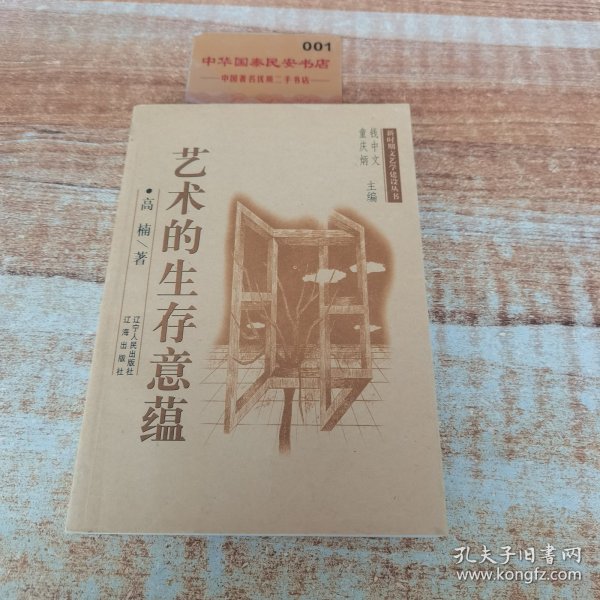 001
中华国泰民安书店
中国著名优质二手书店
新时期文艺学建设丛书
钱中文
童庆炳
主编
艺术的生存意蕴
高楠/著
辽宁人民出版社
辽海出版社
孔夫子旧书网
www.kongfz.com